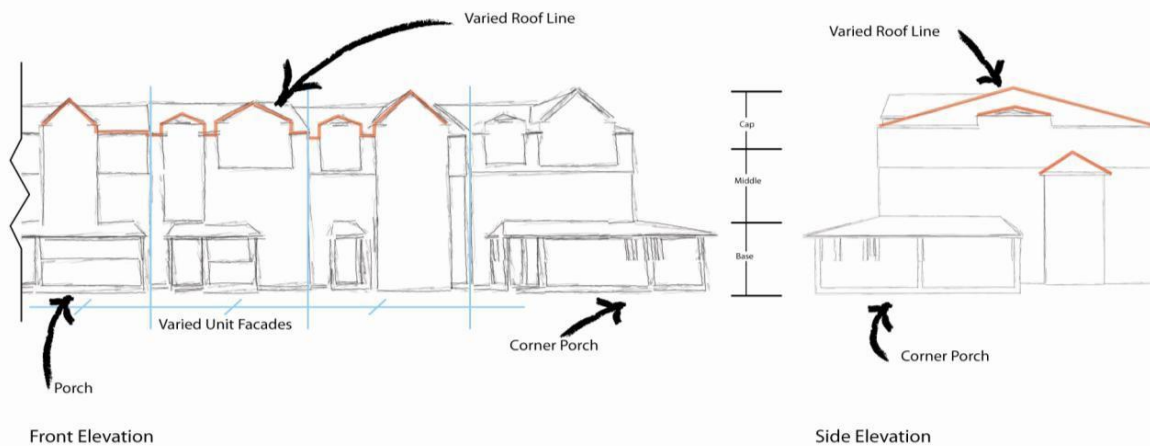 Varied Roof Line
Varied Roof Line
Cap
Middle
Base
Varied Unit Facades
Corner Porch
Corner Porch
Porch
Front Elevation
Side Elevation